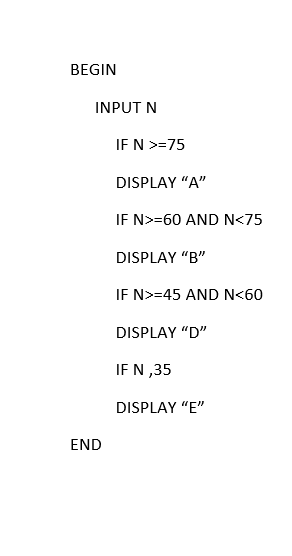 BEGIN
INPUT N
IF N >=75
DISPLAY “A”
IF N>=60 AND N<75
DISPLAY “B”
IF N>=45 AND N<60
DISPLAY “D”
IF N ,35
DISPLAY “E”
END